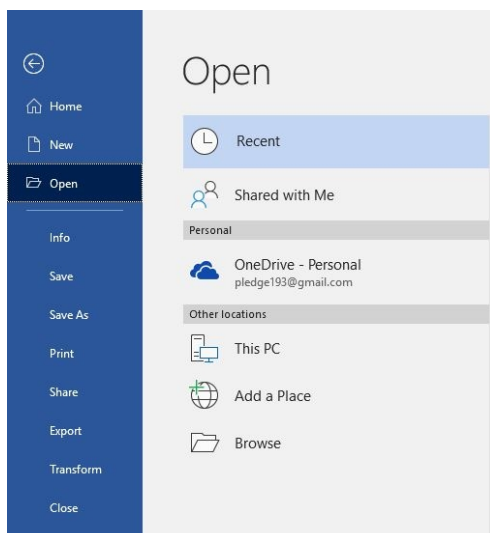 Home
New
Open
Info
Save
Save As
Print
Share
Export
Transform
Close
Open
Recent
Shared with Me
Personal
OneDrive - Personal
pledge193@gmail.com
Other locations
This PC
Add a Place
Browse